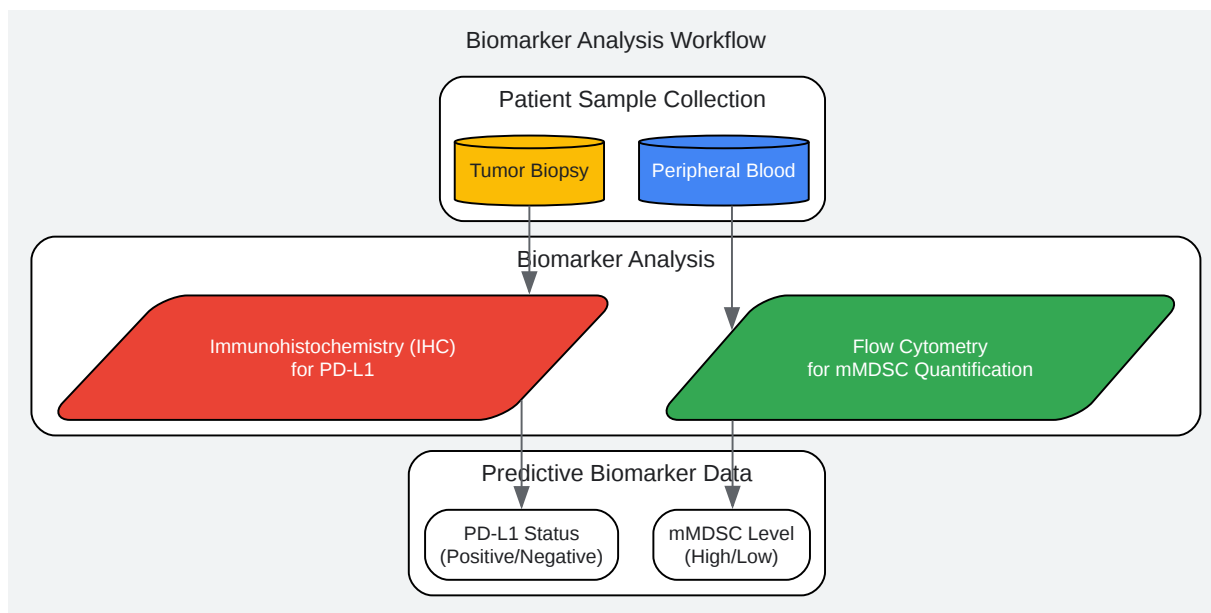 Biomarker Analysis Workflow
Patient Sample Collection
Tumor Biopsy
Peripheral Blood
Biomarker Analysis
Immunohistochemistry (IHC)
for PD-L1
Flow Cytometry
for mMDSC Quantification
Predictive Biomarker Data
PD-L1 Status
(Positive/Negative)
mMDSC Level
(High/Low)